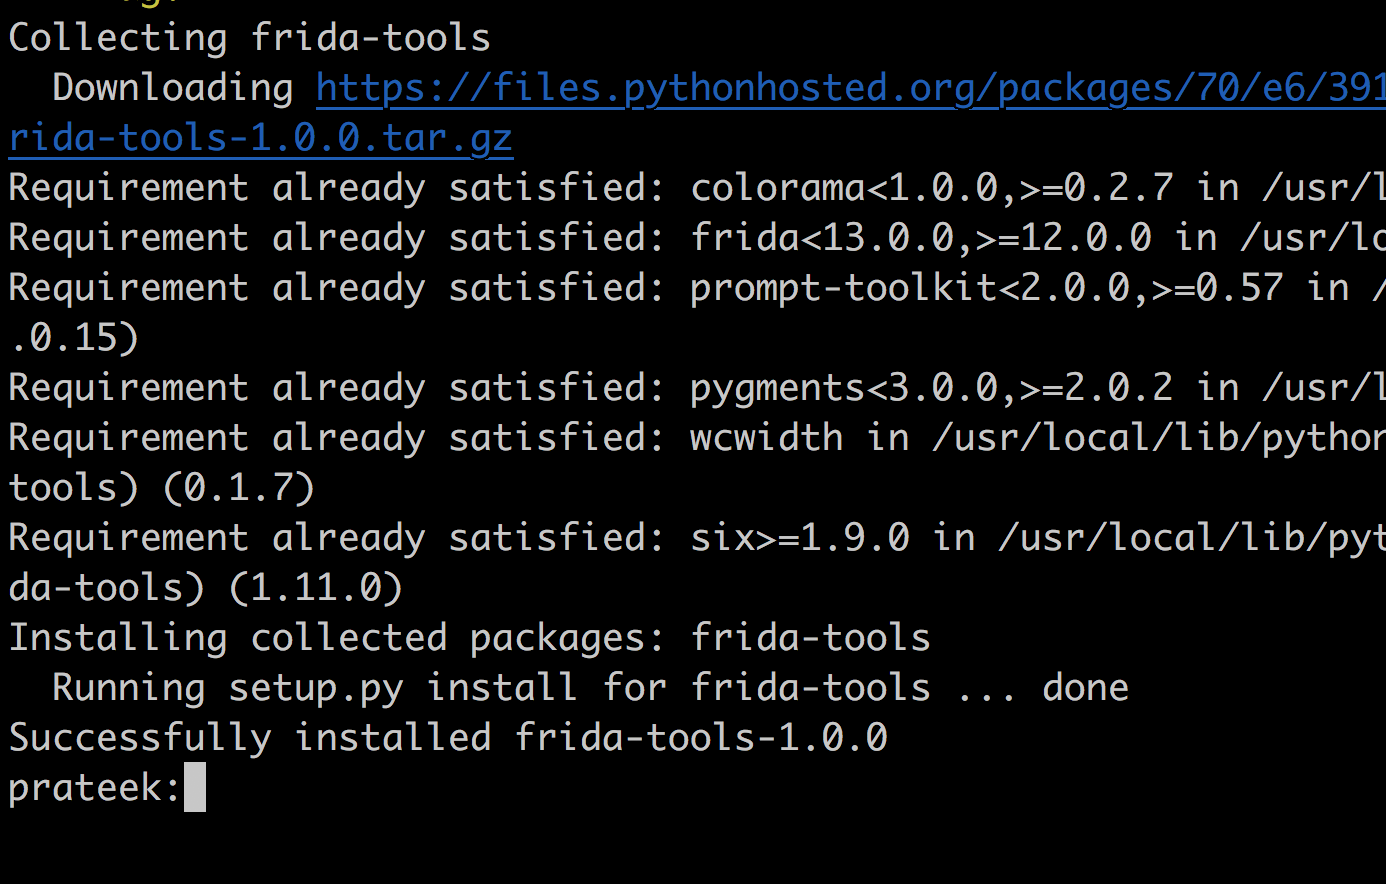 Collecting frida-tools
Downloading https://files.pythonhosted.org/packages/70/e6/391
rida-tools-1.0.0.tar.gz
Requirement already satisfied: colorama<1.0.0,>=0.2.7 in /usr/l
Requirement already satisfied: frida<13.0.0,>=12.0.0 in /usr/lo
Requirement already satisfied: prompt-toolkit<2.0.0,>=0.57 in /
.0.15)
Requirement already satisfied: pygments<3.0.0,>=2.0.2 in /usr/l
Requirement already satisfied: wcwidth in /usr/local/lib/python
tools) (0.1.7)
Requirement already satisfied: six>=1.9.0 in /usr/local/lib/pyt
da-tools) (1.11.0)
Installing collected packages: frida-tools
Running setup.py install for frida-tools ... done
Successfully installed frida-tools-1.0.0
prateek: